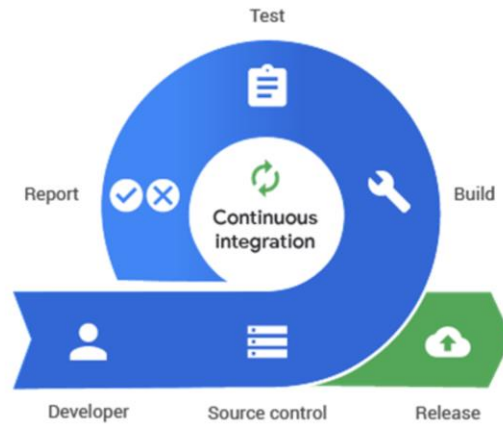 Test
Report
Continuous
integration
Build
Developer
Source control
Release